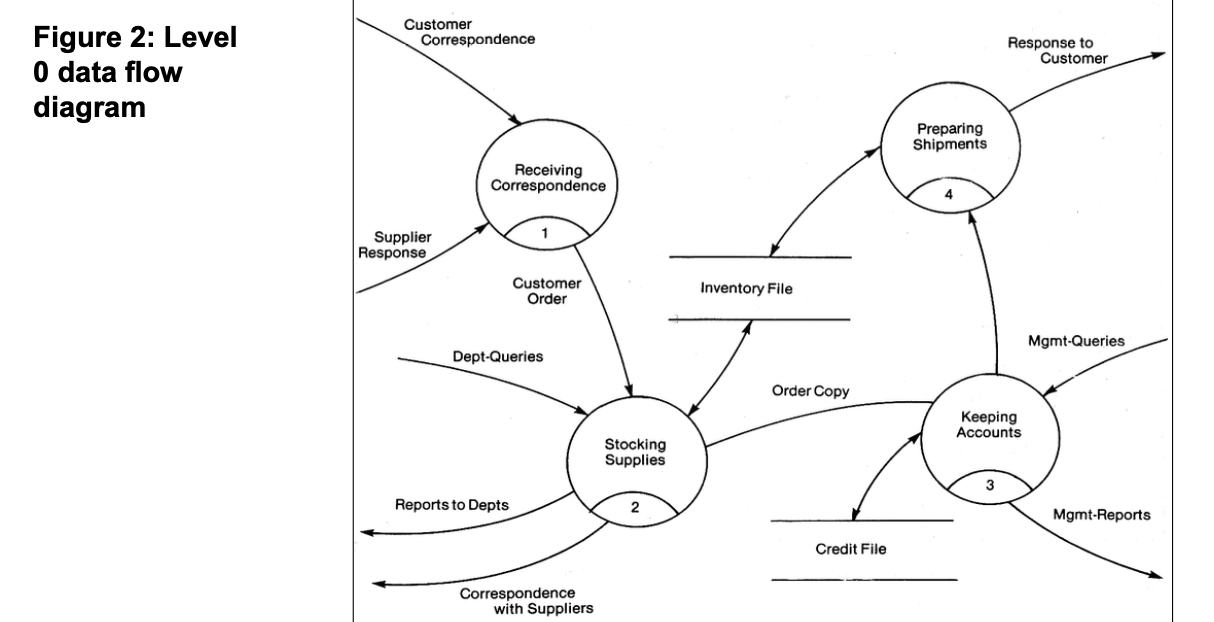 Figure 2: Level
0 data flow
diagram
Customer
Correspondence
Response to
Customer
Preparing
Shipments
4
Receiving
Correspondence
1
Supplier
Response
Customer
Order
Inventory File
Dept-Queries
Mgmt-Queries
Order Copy
Keeping
Accounts
3
Stocking
Supplies
2
Reports to Depts
Mgmt-Reports
Credit File
Correspondence
with Suppliers